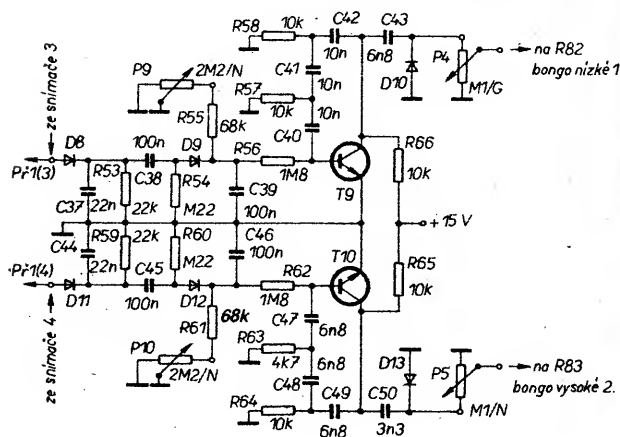 R58
10k
C42
10n
C43
6n8
P4
na R82
bongo nízké 1
D10
M1/G
P9
2M2/N
C41
10n
R57
10k
10n
C40
R55
68k
ze snímače 3
Př1(3)
D8
100n
D9
R56
1M8
R66
10k
T9
R53
C38
R54
C39
C37
22n
22k
M22
100n
+ 15 V
C44
R59
22k
R60
C46
22n
C45
M22
100n
T10
R65
10k
Př1(4)
D11
100n
D12
R62
1M8
ze snímače 4
R61
68k
C47
6n8
P10
2M2/N
R63
4k7
6n8
C48
D13
P5
na R83
bongo vysoké 2.
R64
10k
C49
6n8
C50
3n3
M1/N